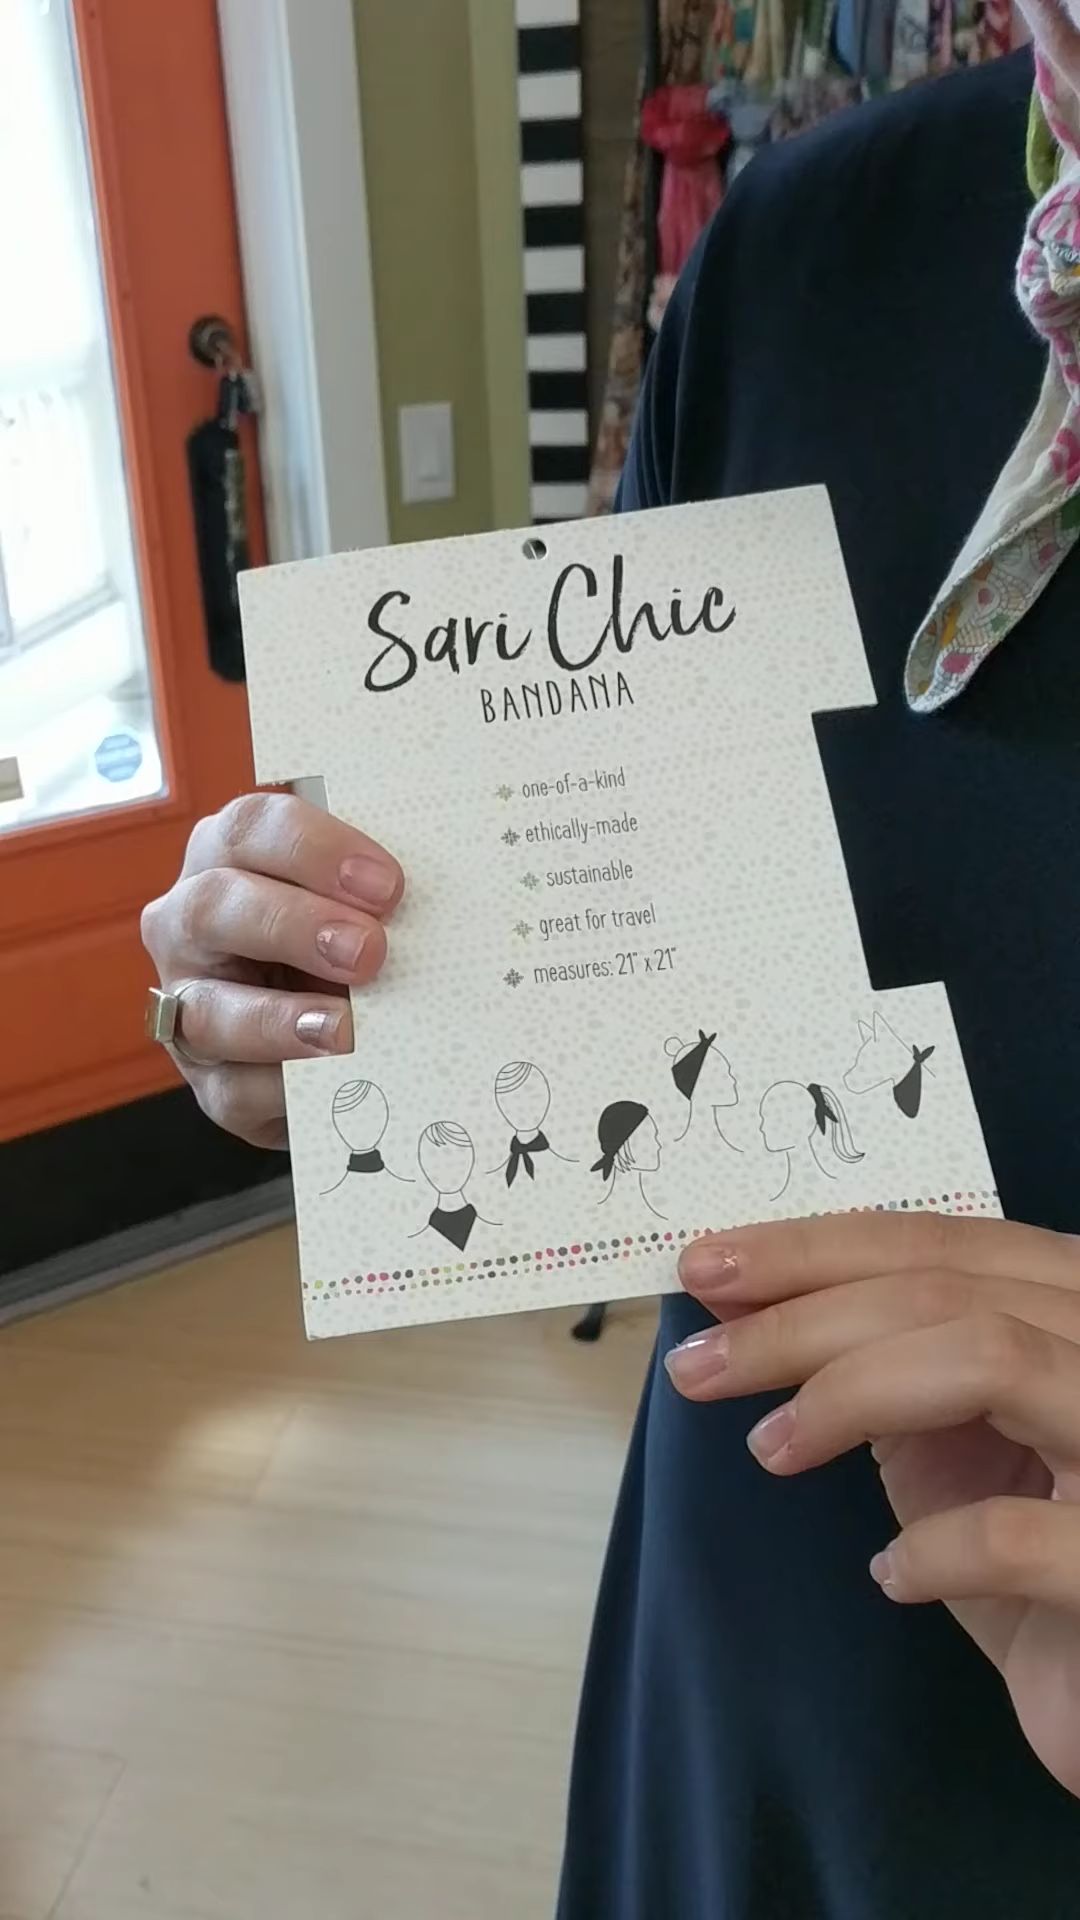 Sari Chic
BANDANA
one-of-a-kind
ethically-made
sustainable
great for travel
measures: 21" x 21"